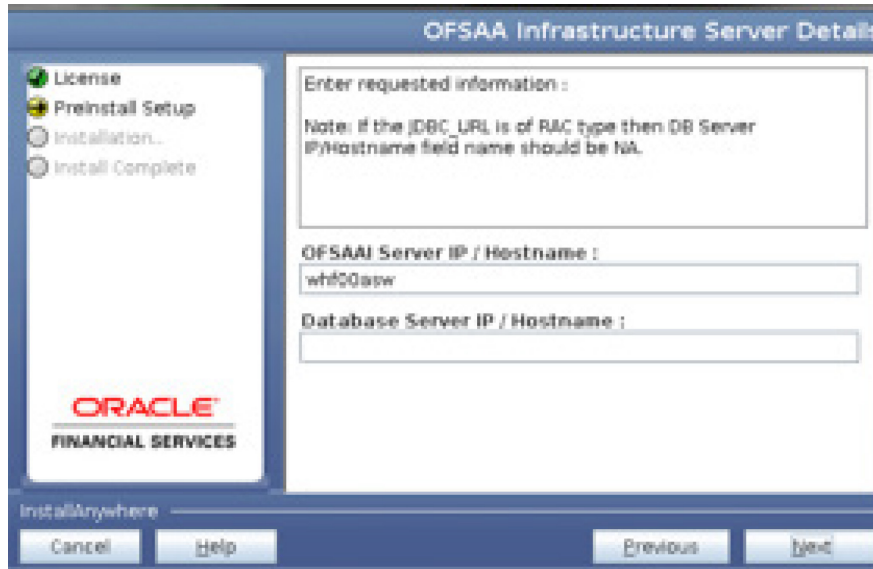 OFSAA Infrastructure Server Details
License
PreInstall Setup
Installation...
Install Complete
Enter requested information :
Note: If the JDBC_URL is of RAC type then DB Server
IP/Hostname field name should be NA.
OFSAAI Server IP / Hostname :
whf00asw
Database Server IP / Hostname :
ORACLE
FINANCIAL SERVICES
InstallAnywhere
Cancel
Help
Previous
Next